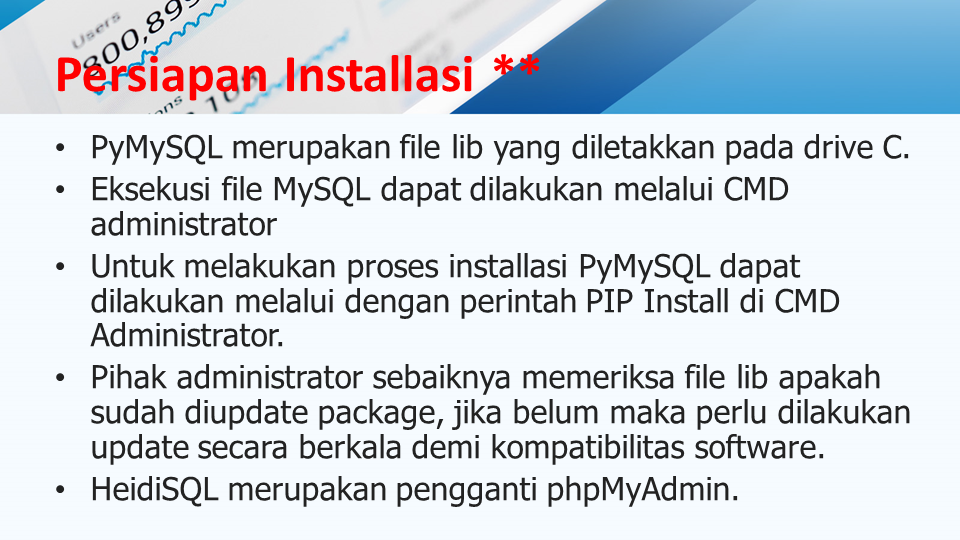 Users
800,899
Persiapan Installasi **
• PyMySQL merupakan file lib yang diletakkan pada drive C.
• Eksekusi file MySQL dapat dilakukan melalui CMD
administrator
• Untuk melakukan proses installasi PyMySQL dapat
dilakukan melalui dengan perintah PIP Install di CMD
Administrator.
• Pihak administrator sebaiknya memeriksa file lib apakah
sudah diupdate package, jika belum maka perlu dilakukan
update secara berkala demi kompatibilitas software.
• HeidiSQL merupakan pengganti phpMyAdmin.